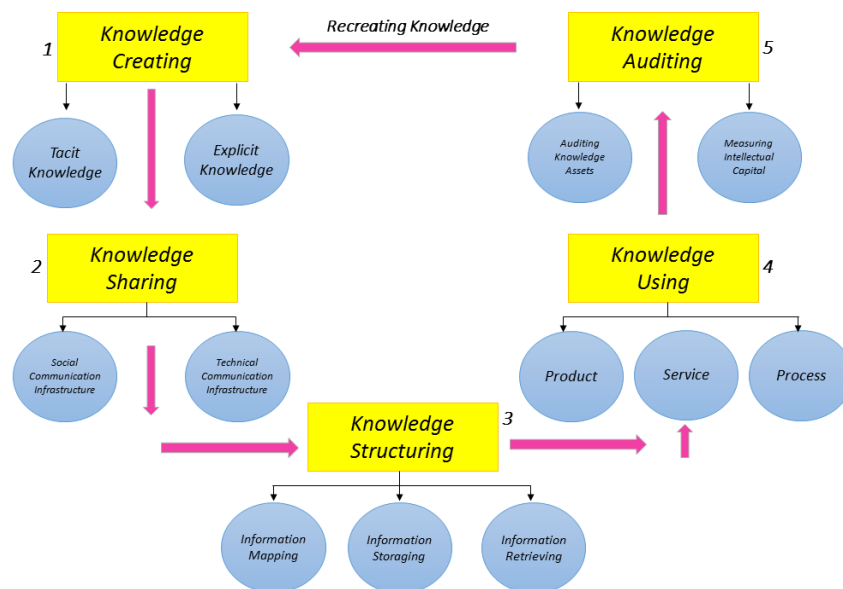 1
Knowledge
Creating
Recreating Knowledge
Knowledge
Auditing
5
Tacit
Knowledge
Explicit
Knowledge
Auditing
Knowledge
Assets
Measuring
Intellectual
Capital
2
Knowledge
Sharing
Knowledge
Using
4
Social
Communication
Infrastructure
Technical
Communication
Infrastructure
Product
Service
Process
Knowledge
Structuring
3
Information
Mapping
Information
Storaging
Information
Retrieving